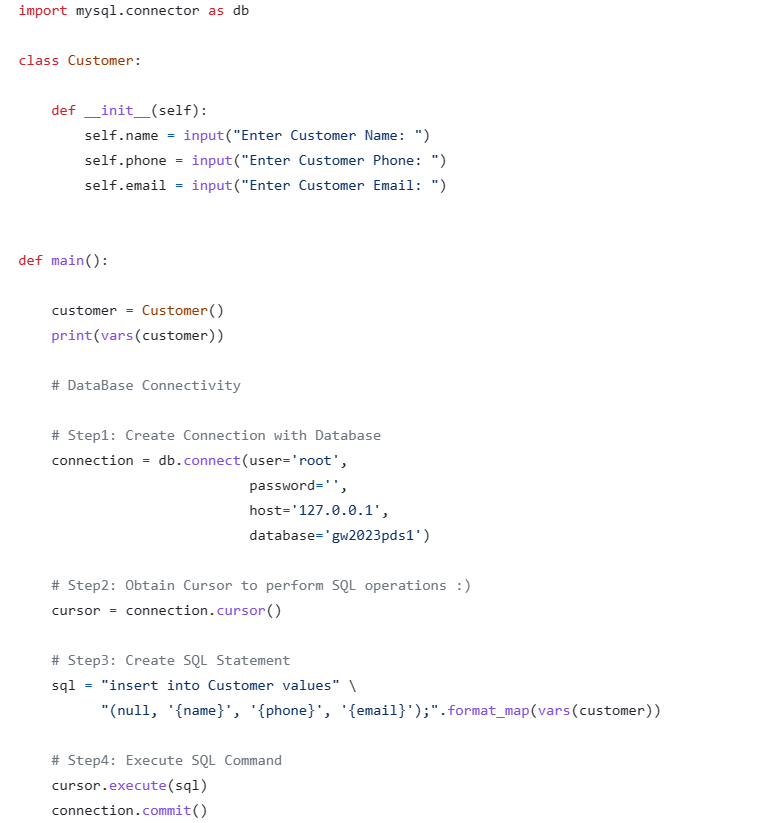 import mysql.connector as db
class Customer:
    def __init__(self):
        self.name = input("Enter Customer Name: ")
        self.phone = input("Enter Customer Phone: ")
        self.email = input("Enter Customer Email: ")
def main():
    customer = Customer()
    print(vars(customer))
    # DataBase Connectivity
    # Step1: Create Connection with Database
    connection = db.connect(user='root',
                            password='',
                            host='127.0.0.1',
                            database='gw2023pds1')
    # Step2: Obtain Cursor to perform SQL operations :)
    cursor = connection.cursor()
    # Step3: Create SQL Statement
    sql = "insert into Customer values" \
          "(null, '{name}', '{phone}', '{email}');".format_map(vars(customer))
    # Step4: Execute SQL Command
    cursor.execute(sql)
    connection.commit()